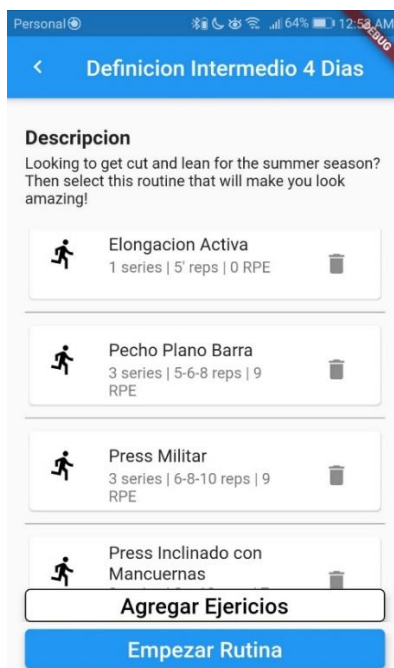 Personal
64% 12:53 AM
DEBUG
Definicion Intermedio 4 Dias
Descripcion
Looking to get cut and lean for the summer season?
Then select this routine that will make you look
amazing!
Elongacion Activa
1 series | 5' reps | 0 RPE
Pecho Plano Barra
3 series | 5-6-8 reps | 9
RPE
Press Militar
3 series | 6-8-10 reps | 9
RPE
Press Inclinado con
Mancuernas
Agregar Ejericios
Empezar Rutina